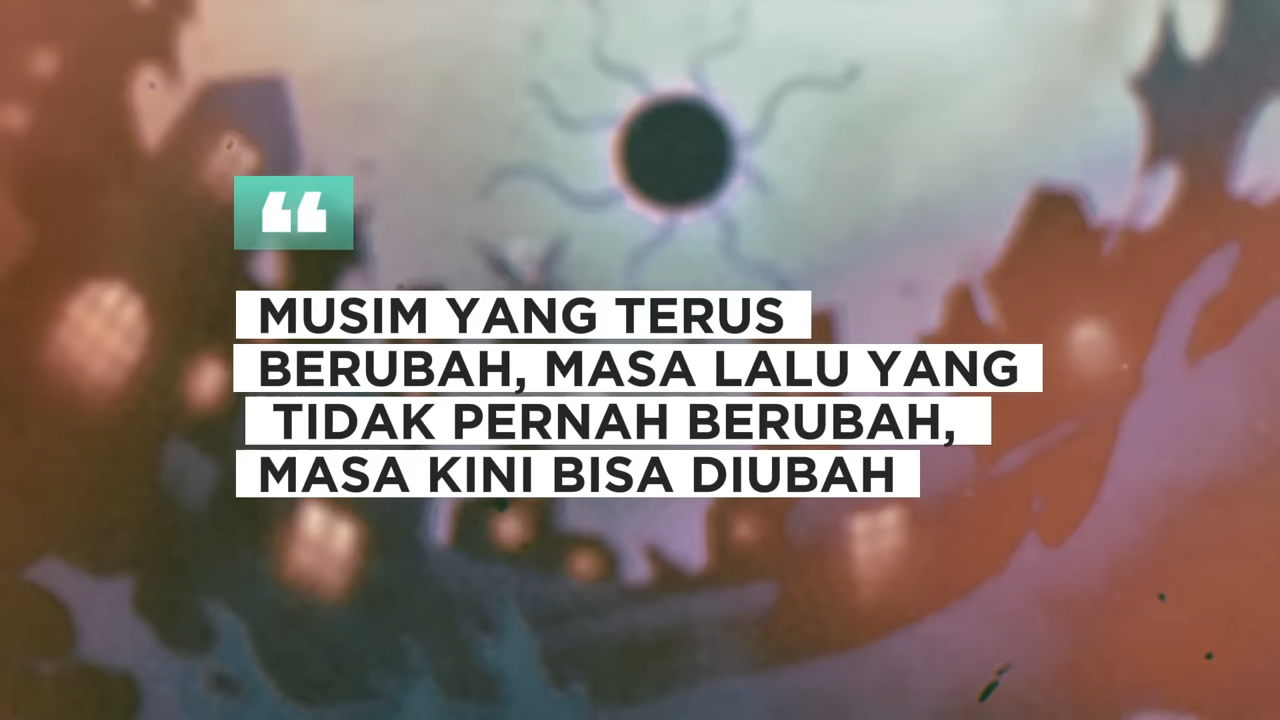 ❝
MUSIM YANG TERUS
BERUBAH, MASA LALU YANG
TIDAK PERNAH BERUBAH,
MASA KINI BISA DIUBAH